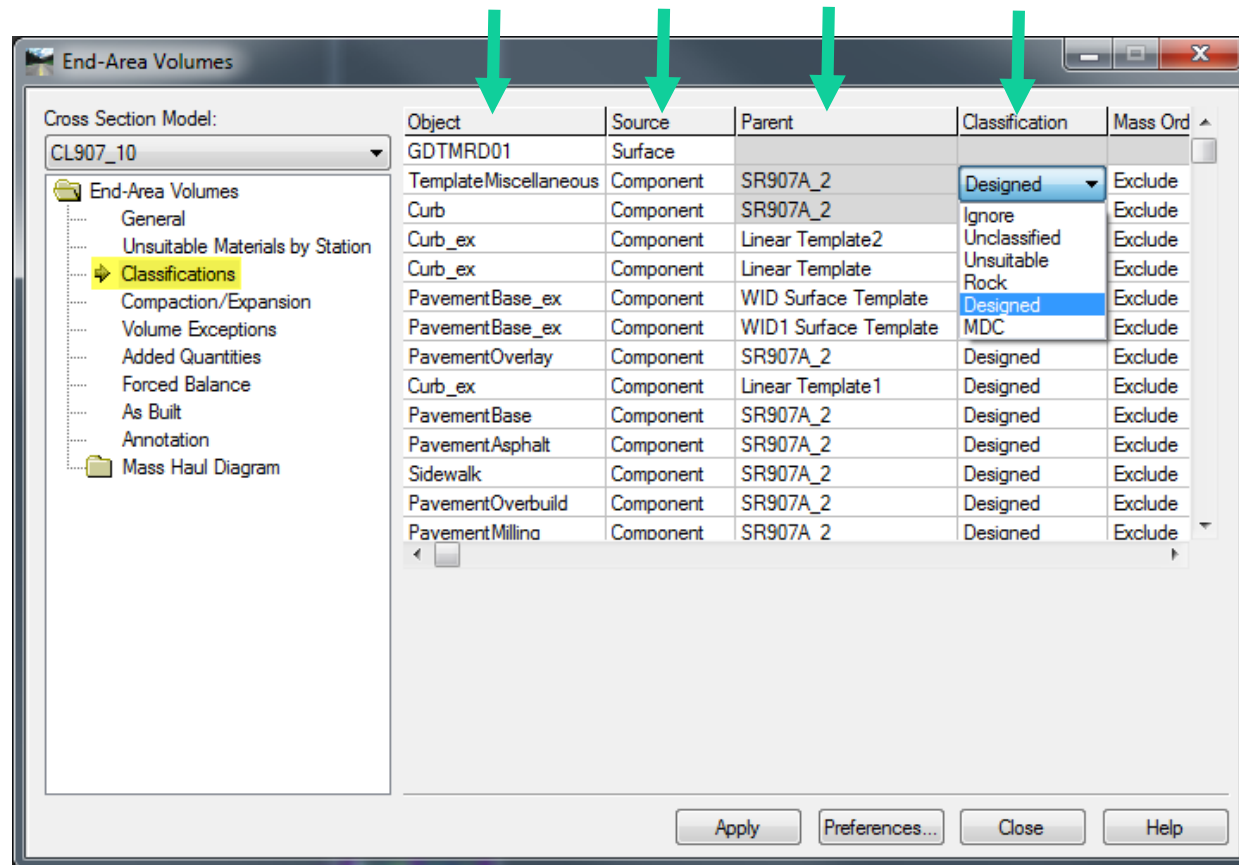 End-Area Volumes
Cross Section Model:
CL907_10
End-Area Volumes
General
Unsuitable Materials by Station
Classifications
Compaction/Expansion
Volume Exceptions
Added Quantities
Forced Balance
As Built
Annotation
Mass Haul Diagram
Object Source Parent Classification Mass Ord
GDTMRD01 Surface
TemplateMiscellaneous Component SR907A_2 Designed Exclude
Curb Component SR907A_2 Exclude
Curb_ex Component Linear Template2 Exclude
Curb_ex Component Linear Template Exclude
PavementBase_ex Component WID Surface Template Exclude
PavementBase_ex Component WID1 Surface Template Exclude
Ignore
Unclassified
Unsuitable
Rock
Designed
MDC
PavementOverlay Component SR907A_2 Designed Exclude
Curb_ex Component Linear Template1 Designed Exclude
PavementBase Component SR907A_2 Designed Exclude
PavementAsphalt Component SR907A_2 Designed Exclude
Sidewalk Component SR907A_2 Designed Exclude
PavementOverbuild Component SR907A_2 Designed Exclude
PavementMilling Component SR907A_2 Designed Exclude
Apply Preferences... Close Help